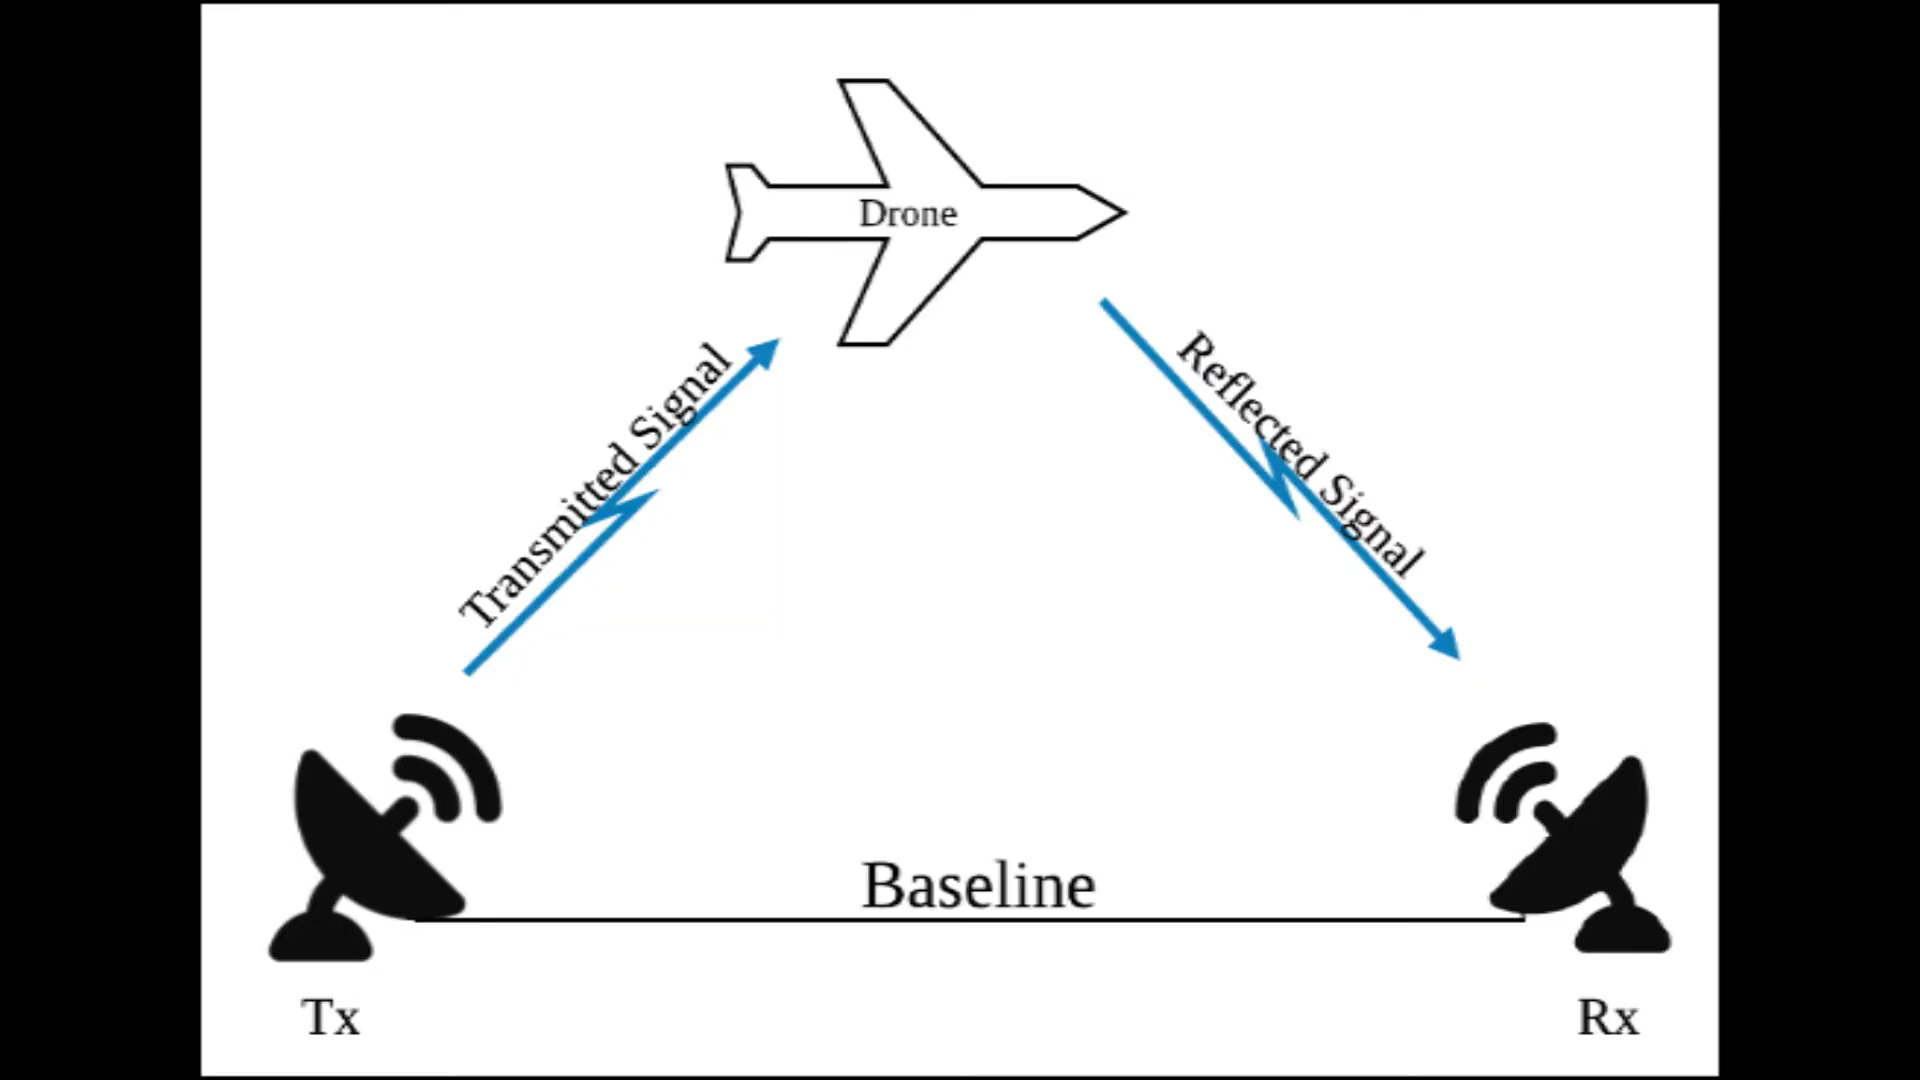 Drone
Transmitted Signal
Reflected Signal
Baseline
Tx
Rx